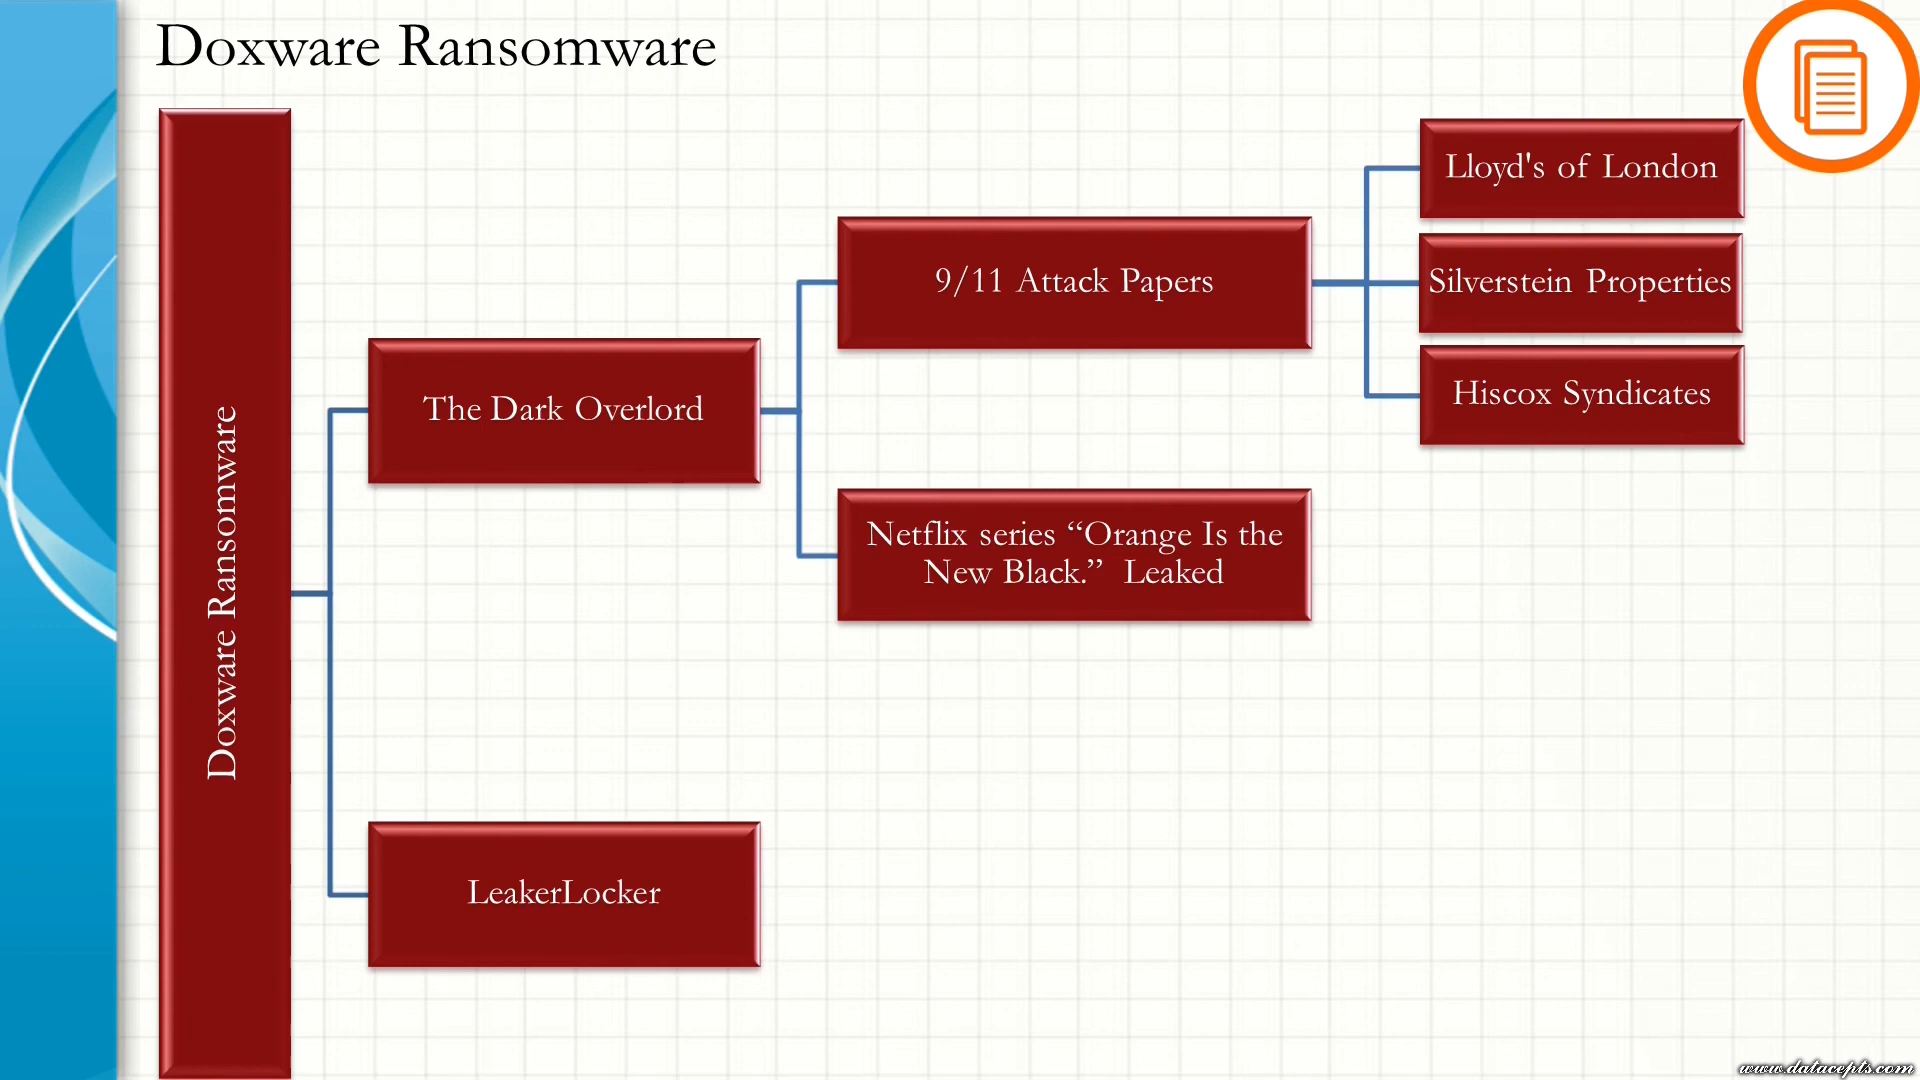 Doxware Ransomware
Doxware Ransomware
The Dark Overlord
9/11 Attack Papers
Lloyd's of London
Silverstein Properties
Hiscox Syndicates
Netflix series “Orange Is the
New Black.” Leaked
LeakerLocker
www.datacepts.com